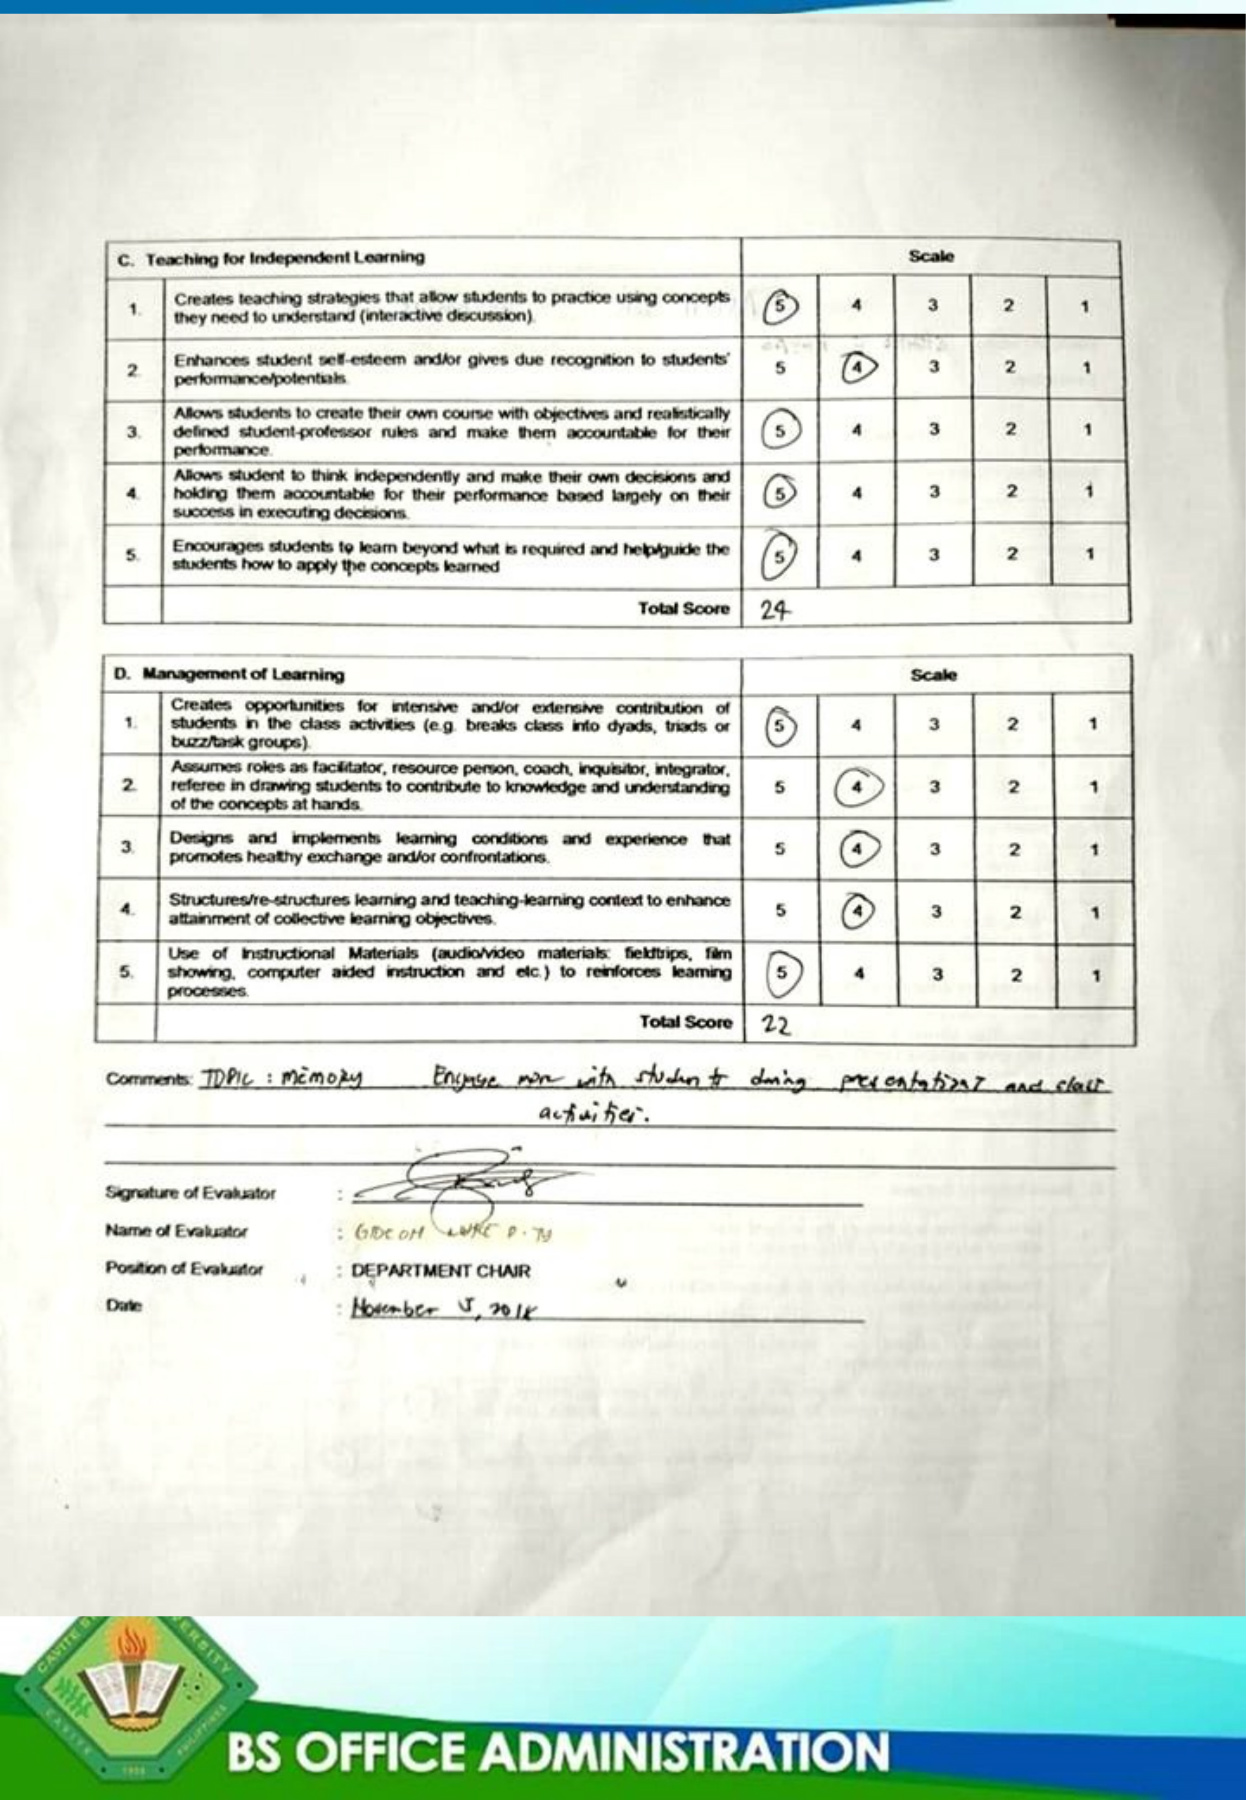 C. Teaching for Independent Learning Scale
1. Creates teaching strategies that allow students to practice using concepts 5 4 3 2 1
they need to understand (interactive discussion).
2. Enhances student self-esteem and/or gives due recognition to students' 5 4 3 2 1
performance/potentials.
Allows students to create their own course with objectives and realistically
3. defined student-professor rules and make them accountable for their 5 4 3 2 1
performance.
Allows student to think independently and make their own decisions and
4. holding them accountable for their performance based largely on their 5 4 3 2 1
success in executing decisions.
5. Encourages students to learn beyond what is required and help/guide the 5 4 3 2 1
students how to apply the concepts learned
Total Score 24
D. Management of Learning Scale
Creates opportunities for intensive and/or extensive contribution of
1. students in the class activities (e.g. breaks class into dyads, triads or 5 4 3 2 1
buzz/task groups).
Assumes roles as facilitator, resource person, coach, inquisitor, integrator,
2. referee in drawing students to contribute to knowledge and understanding 5 4 3 2 1
of the concepts at hands.
3. Designs and implements learning conditions and experience that 5 4 3 2 1
promotes healthy exchange and/or confrontations.
4. Structures/re-structures learning and teaching-learning context to enhance 5 4 3 2 1
attainment of collective learning objectives.
Use of Instructional Materials (audio/video materials: fieldtrips, film
5. showing, computer aided instruction and etc.) to reinforces learning 5 4 3 2 1
processes.
Total Score 22
Comments: TOPIC : MEMORY Engage more with students during presentations and class
activities.
Signature of Evaluator :
Name of Evaluator :
Position of Evaluator : DEPARTMENT CHAIR
Date : November 5, 2018
CAVITE UNIVERSITY
CAVITE PHILIPPINES
BS OFFICE ADMINISTRATION